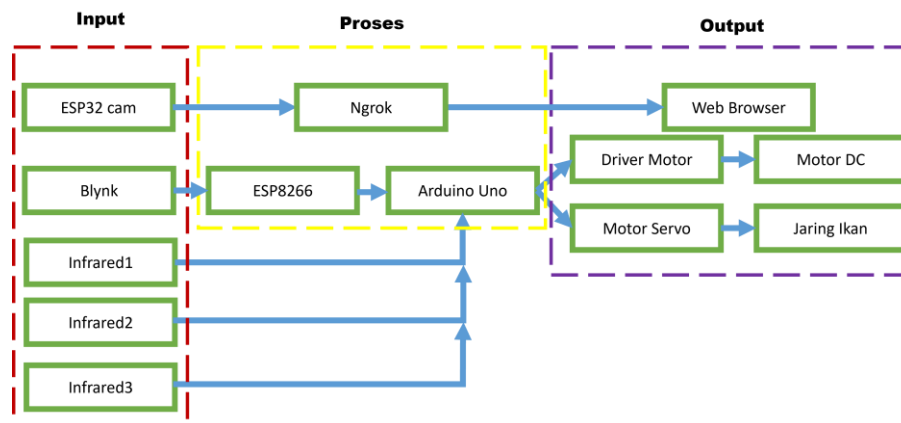 Input
Proses
Output
ESP32 cam
Ngrok
Web Browser
Driver Motor
Motor DC
Blynk
ESP8266
Arduino Uno
Motor Servo
Jaring Ikan
Infrared1
Infrared2
Infrared3